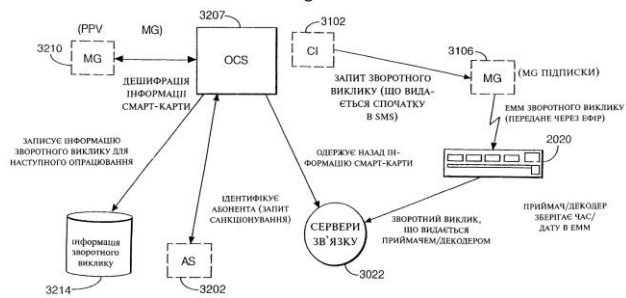 3207
3102
(PPV MG)
3210
MG
OCS
CI
3106
MG
(MG ПІДПИСКИ)
ДЕШИФРАЦІЯ
ІНФОРМАЦІЇ
СМАРТ-КАРТИ
ЗАПИТ ЗВОРОТНОГО
ВИКЛИКУ (ЩО ВИДА-
ЄТЬСЯ СПОЧАТКУ
В SMS)
EMM ЗВОРОТНОГО ВИКЛИКУ
(ПЕРЕДАНЕ ЧЕРЕЗ ЕФІР)
2020
ЗАПИСУЄ ІНФОРМАЦІЮ
ЗВОРОТНОГО ВИКЛИКУ ДЛЯ
НАСТУПНОГО ОПРАЦЮВАННЯ
ОДЕРЖУЄ НАЗАД ІН-
ФОРМАЦІЮ СМАРТ-КАРТИ
ІДЕНТИФІКУЄ
АБОНЕНТА (ЗАПИТ
САНКЦІОНУВАННЯ)
ПРИЙМАЧ/ДЕКОДЕР
ЗБЕРІГАЄ ЧАС/
ДАТУ В EMM
ЗВОРОТНИЙ ВИКЛИК,
ЩО ВИДАЄТЬСЯ
ПРИЙМАЧЕМ/ДЕКОДЕРОМ
інформація
зворотного
виклику
3214
AS
3202
СЕРВЕРИ
ЗВ`ЯЗКУ
3022